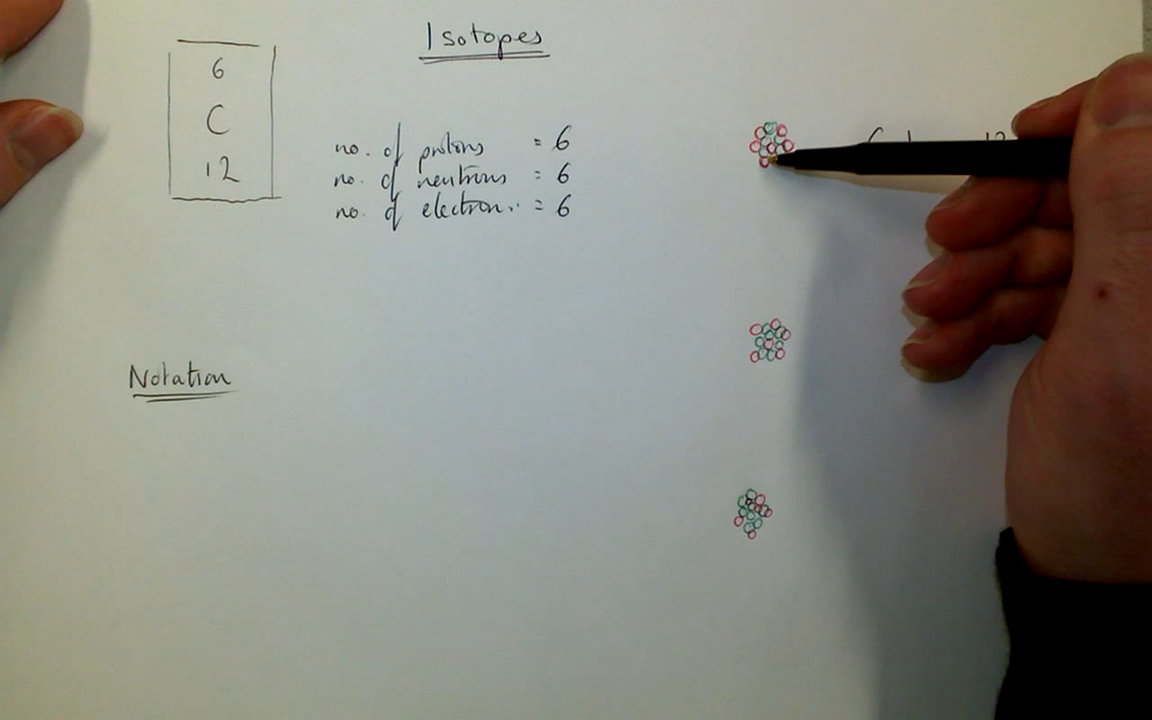 Isotopes
6
C
12
no. of protons = 6
no. of neutrons = 6
no. of electrons = 6
Notation